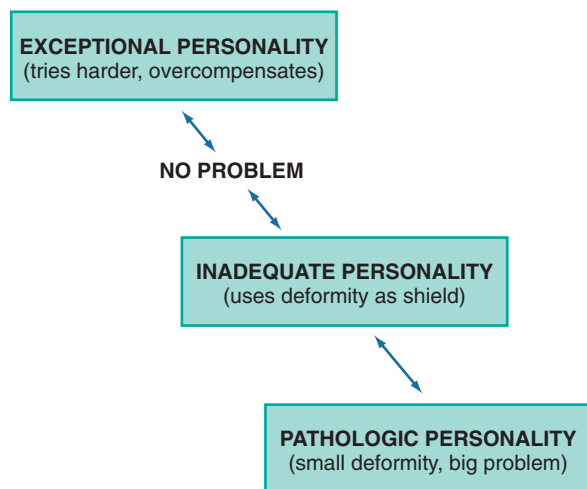 EXCEPTIONAL PERSONALITY
(tries harder, overcompensates)
NO PROBLEM
INADEQUATE PERSONALITY
(uses deformity as shield)
PATHOLOGIC PERSONALITY
(small deformity, big problem)